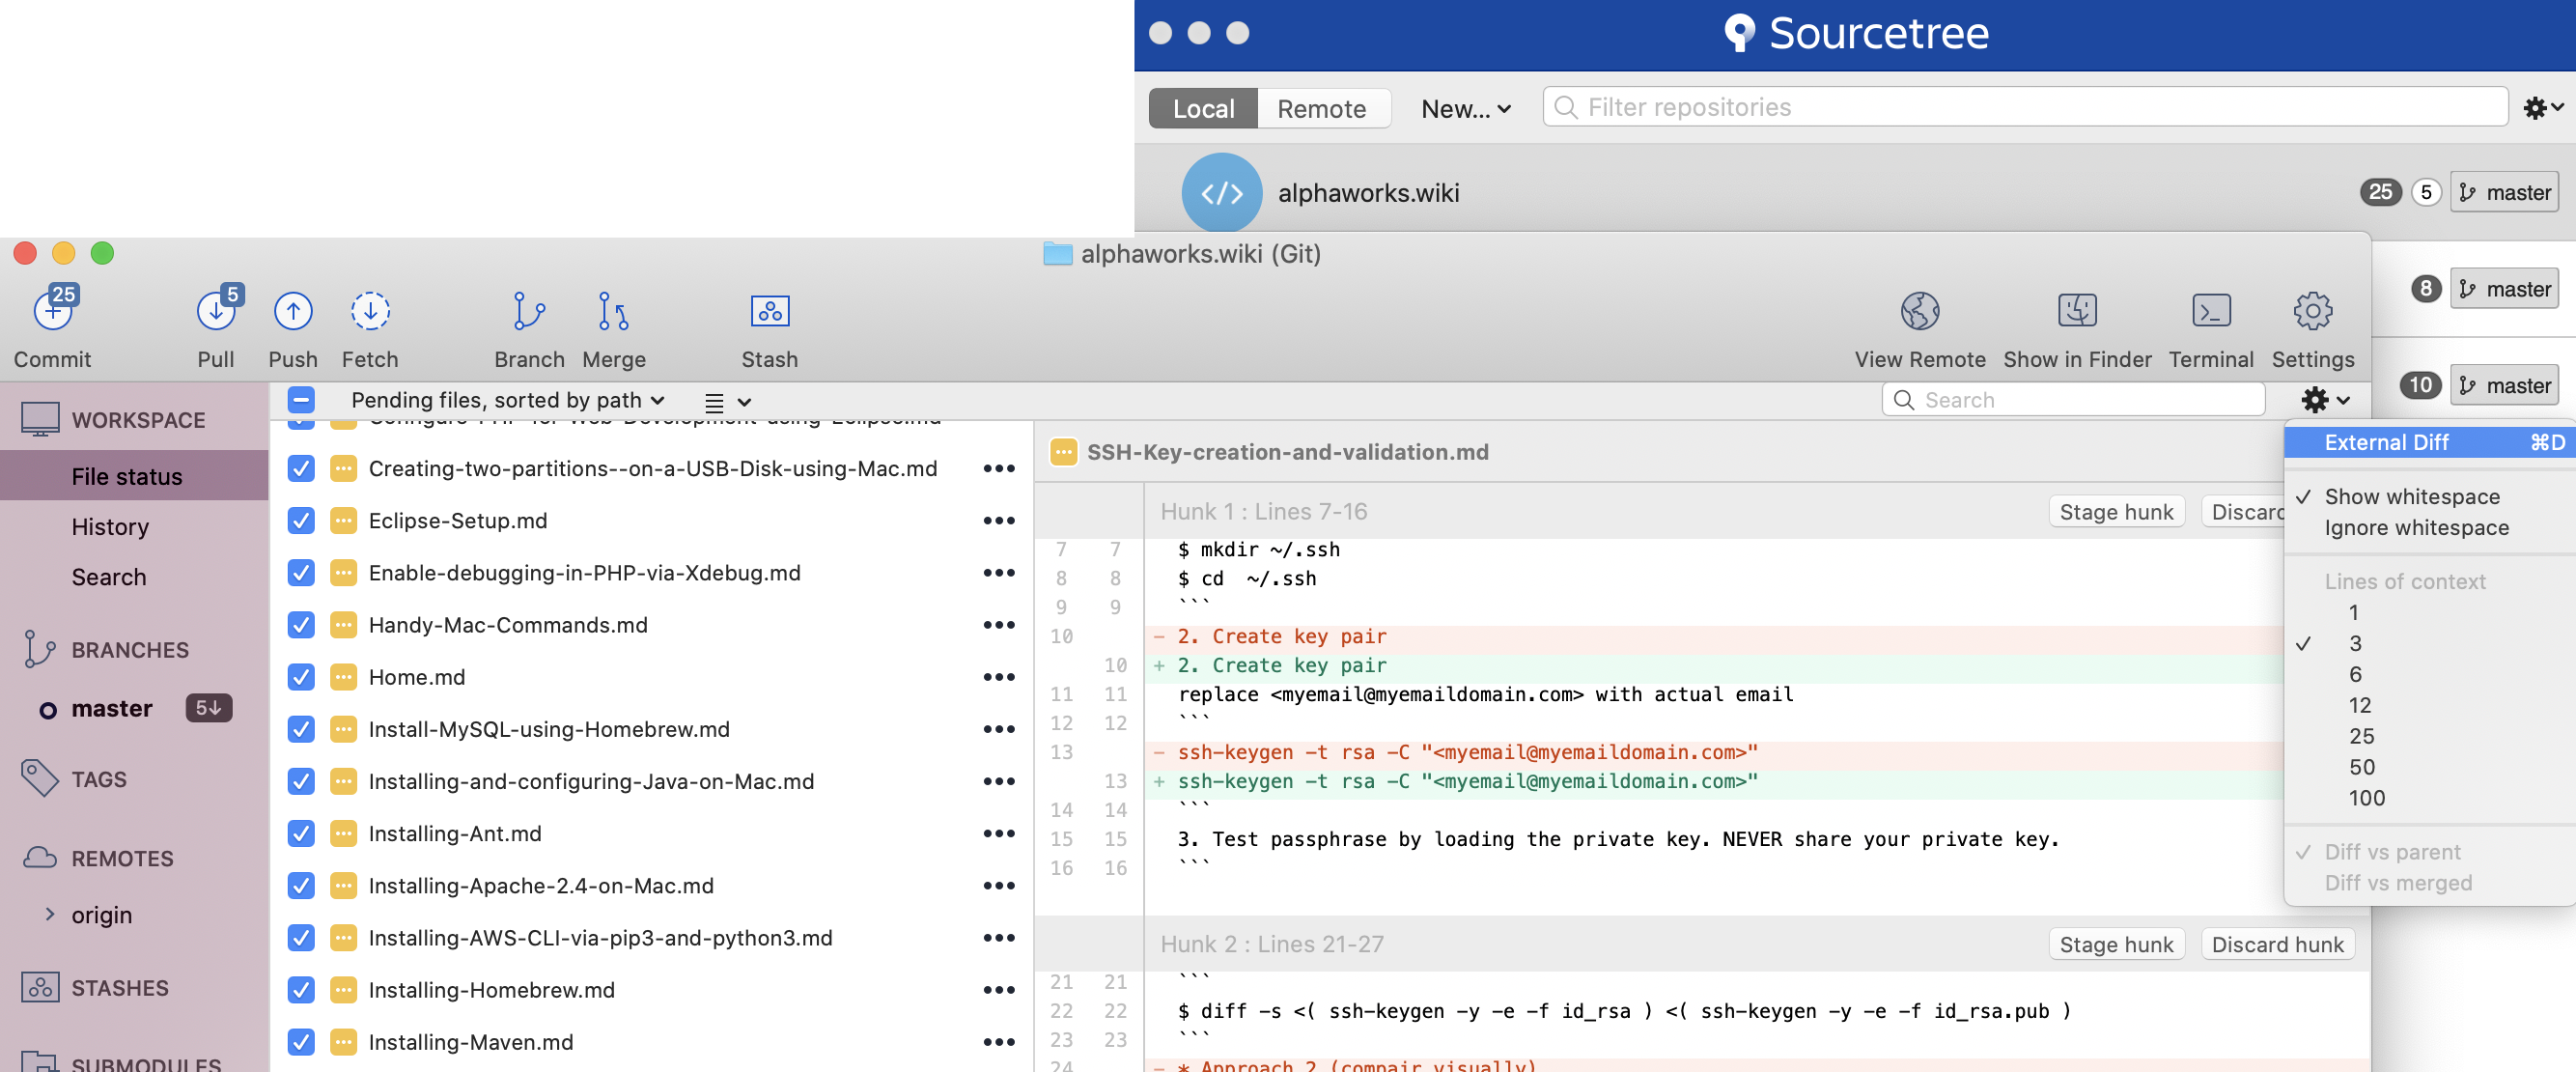 Sourcetree
Local Remote New... Filter repositories
alphaworks.wiki 25 5 master
8 master
10 master
alphaworks.wiki (Git)
25 5
Commit Pull Push Fetch Branch Merge Stash View Remote Show in Finder Terminal Settings
WORKSPACE
File status
History
Search
BRANCHES
master 5↓
TAGS
REMOTES
origin
STASHES
SUBMODULES
Pending files, sorted by path
Search
Configure-PHP-for-Web-Development-using-Eclipse.md
Creating-two-partitions--on-a-USB-Disk-using-Mac.md
Eclipse-Setup.md
Enable-debugging-in-PHP-via-Xdebug.md
Handy-Mac-Commands.md
Home.md
Install-MySQL-using-Homebrew.md
Installing-and-configuring-Java-on-Mac.md
Installing-Ant.md
Installing-Apache-2.4-on-Mac.md
Installing-AWS-CLI-via-pip3-and-python3.md
Installing-Homebrew.md
Installing-Maven.md
SSH-Key-creation-and-validation.md
Hunk 1 : Lines 7-16 Stage hunk Discard
7 7 $ mkdir ~/.ssh
8 8 $ cd  ~/.ssh
9 9 ```
10 - 2. Create key pair
10 + 2. Create key pair
11 11 replace <myemail@myemaildomain.com> with actual email
12 12 ```
13 - ssh-keygen -t rsa -C "<myemail@myemaildomain.com>"
13 + ssh-keygen -t rsa -C "<myemail@myemaildomain.com>"
14 14 ```
15 15 3. Test passphrase by loading the private key. NEVER share your private key.
16 16 ```
Hunk 2 : Lines 21-27 Stage hunk Discard hunk
21 21 ```
22 22 $ diff -s <( ssh-keygen -y -e -f id_rsa ) <( ssh-keygen -y -e -f id_rsa.pub )
23 23 ```
24 - * Approach 2 (compair visually)
External Diff ⌘D
✓ Show whitespace
Ignore whitespace
Lines of context
1
✓ 3
6
12
25
50
100
✓ Diff vs parent
Diff vs merged